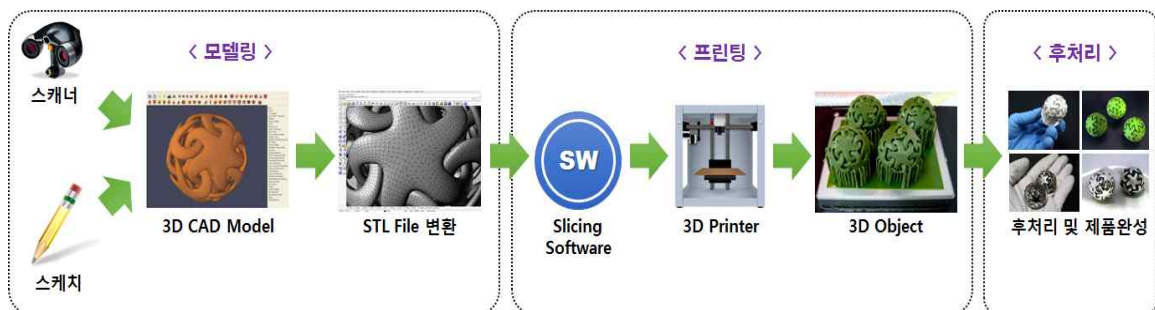 < 모델링 >
스캐너
스케치
3D CAD Model
STL File 변환
< 프린팅 >
SW
Slicing
Software
3D Printer
3D Object
< 후처리 >
후처리 및 제품완성